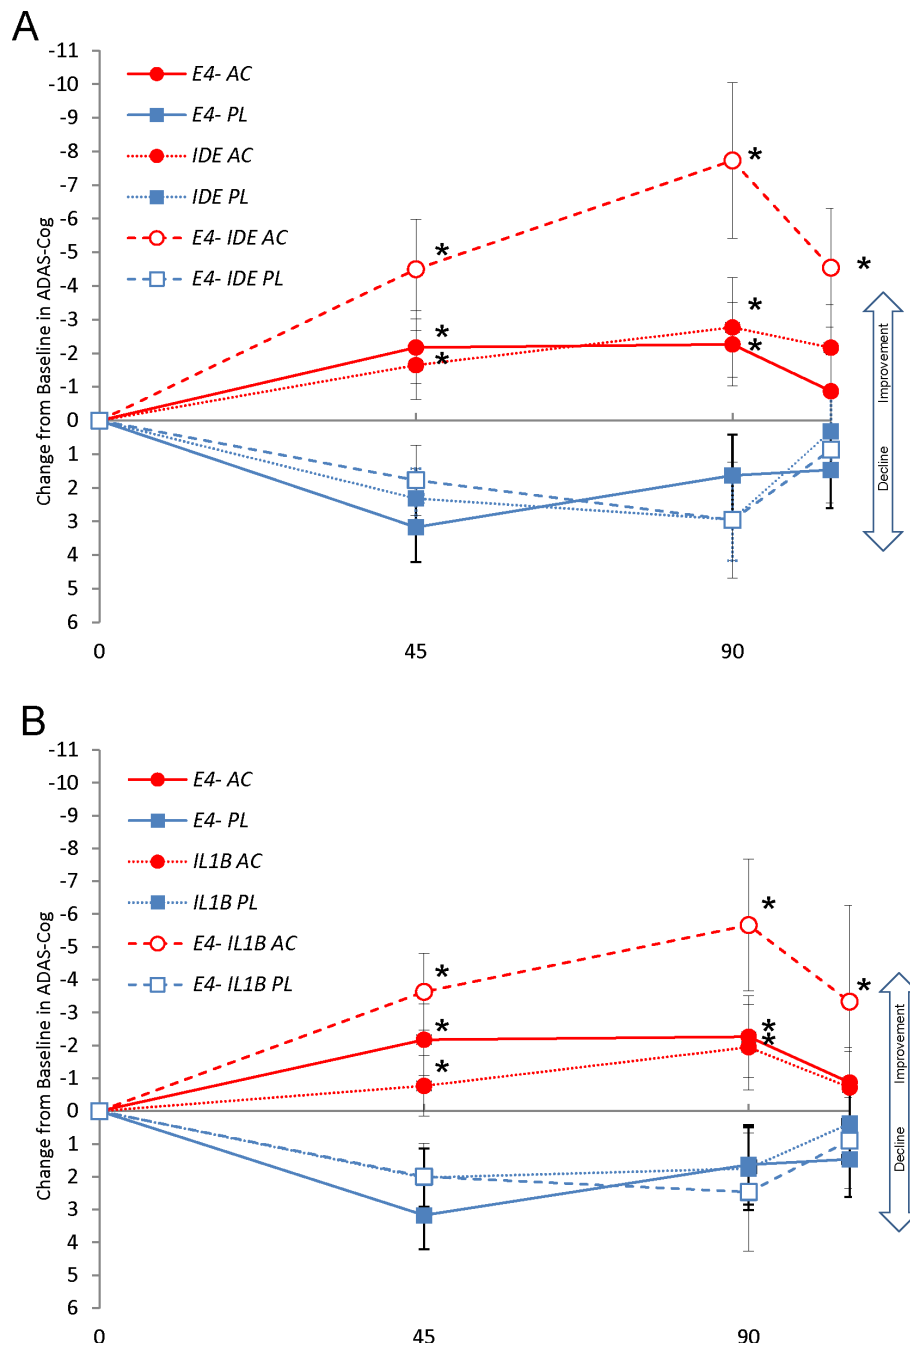 A
-11
-10
-9
-8
-7
-6
-5
-4
-3
-2
-1
0
1
2
3
4
5
6
Change from Baseline in ADAS-Cog
E4- AC
E4- PL
IDE AC
IDE PL
E4- IDE AC
E4- IDE PL
*
*
*
*
*
*
*
Improvement
Decline
0
45
90
B
-11
-10
-9
-8
-7
-6
-5
-4
-3
-2
-1
0
1
2
3
4
5
6
Change from Baseline in ADAS-Cog
E4- AC
E4- PL
IL1B AC
IL1B PL
E4- IL1B AC
E4- IL1B PL
*
*
*
*
*
*
*
Improvement
Decline
0
45
90